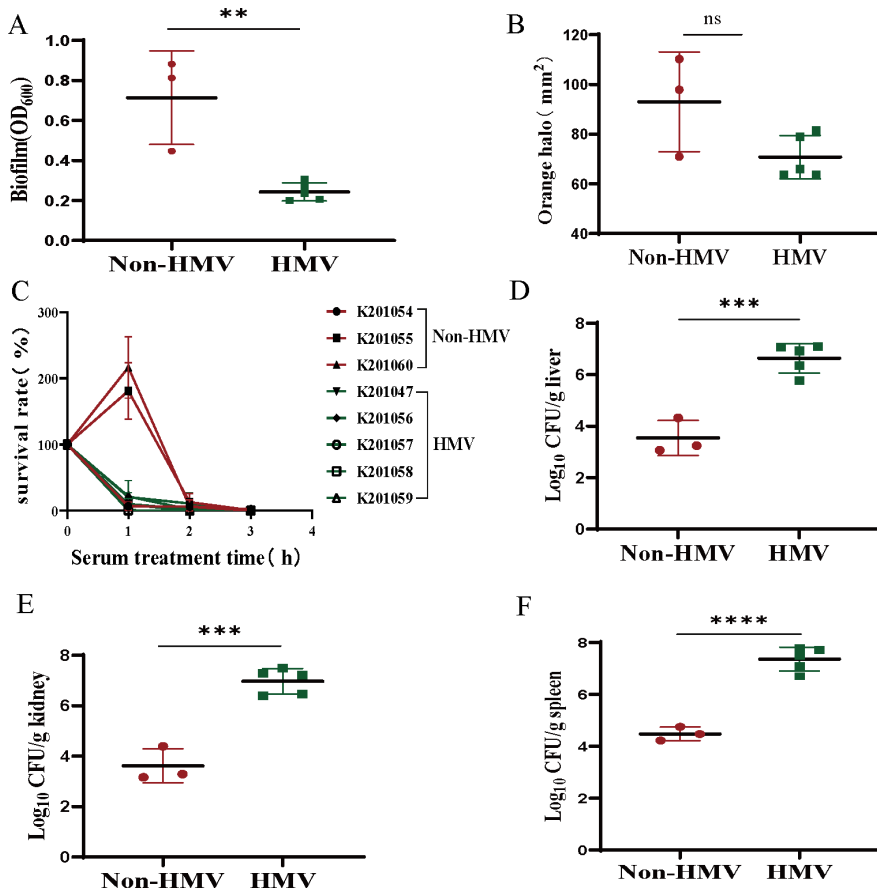 A
**
Biofilm(OD600)
1.0
0.8
0.6
0.4
0.2
0.0
Non-HMV HMV
B
ns
Orange halo( mm2)
120
100
80
60
40
Non-HMV HMV
C
survival rate( %)
300
200
100
0
0 1 2 3 4
Serum treatment time( h)
K201054
K201055
K201060
K201047
K201056
K201057
K201058
K201059
Non-HMV
HMV
D
***
Log10 CFU/g liver
8
6
4
2
0
Non-HMV HMV
E
***
Log10 CFU/g kidney
8
6
4
2
0
Non-HMV HMV
F
****
Log10 CFU/g spleen
8
6
4
2
0
Non-HMV HMV